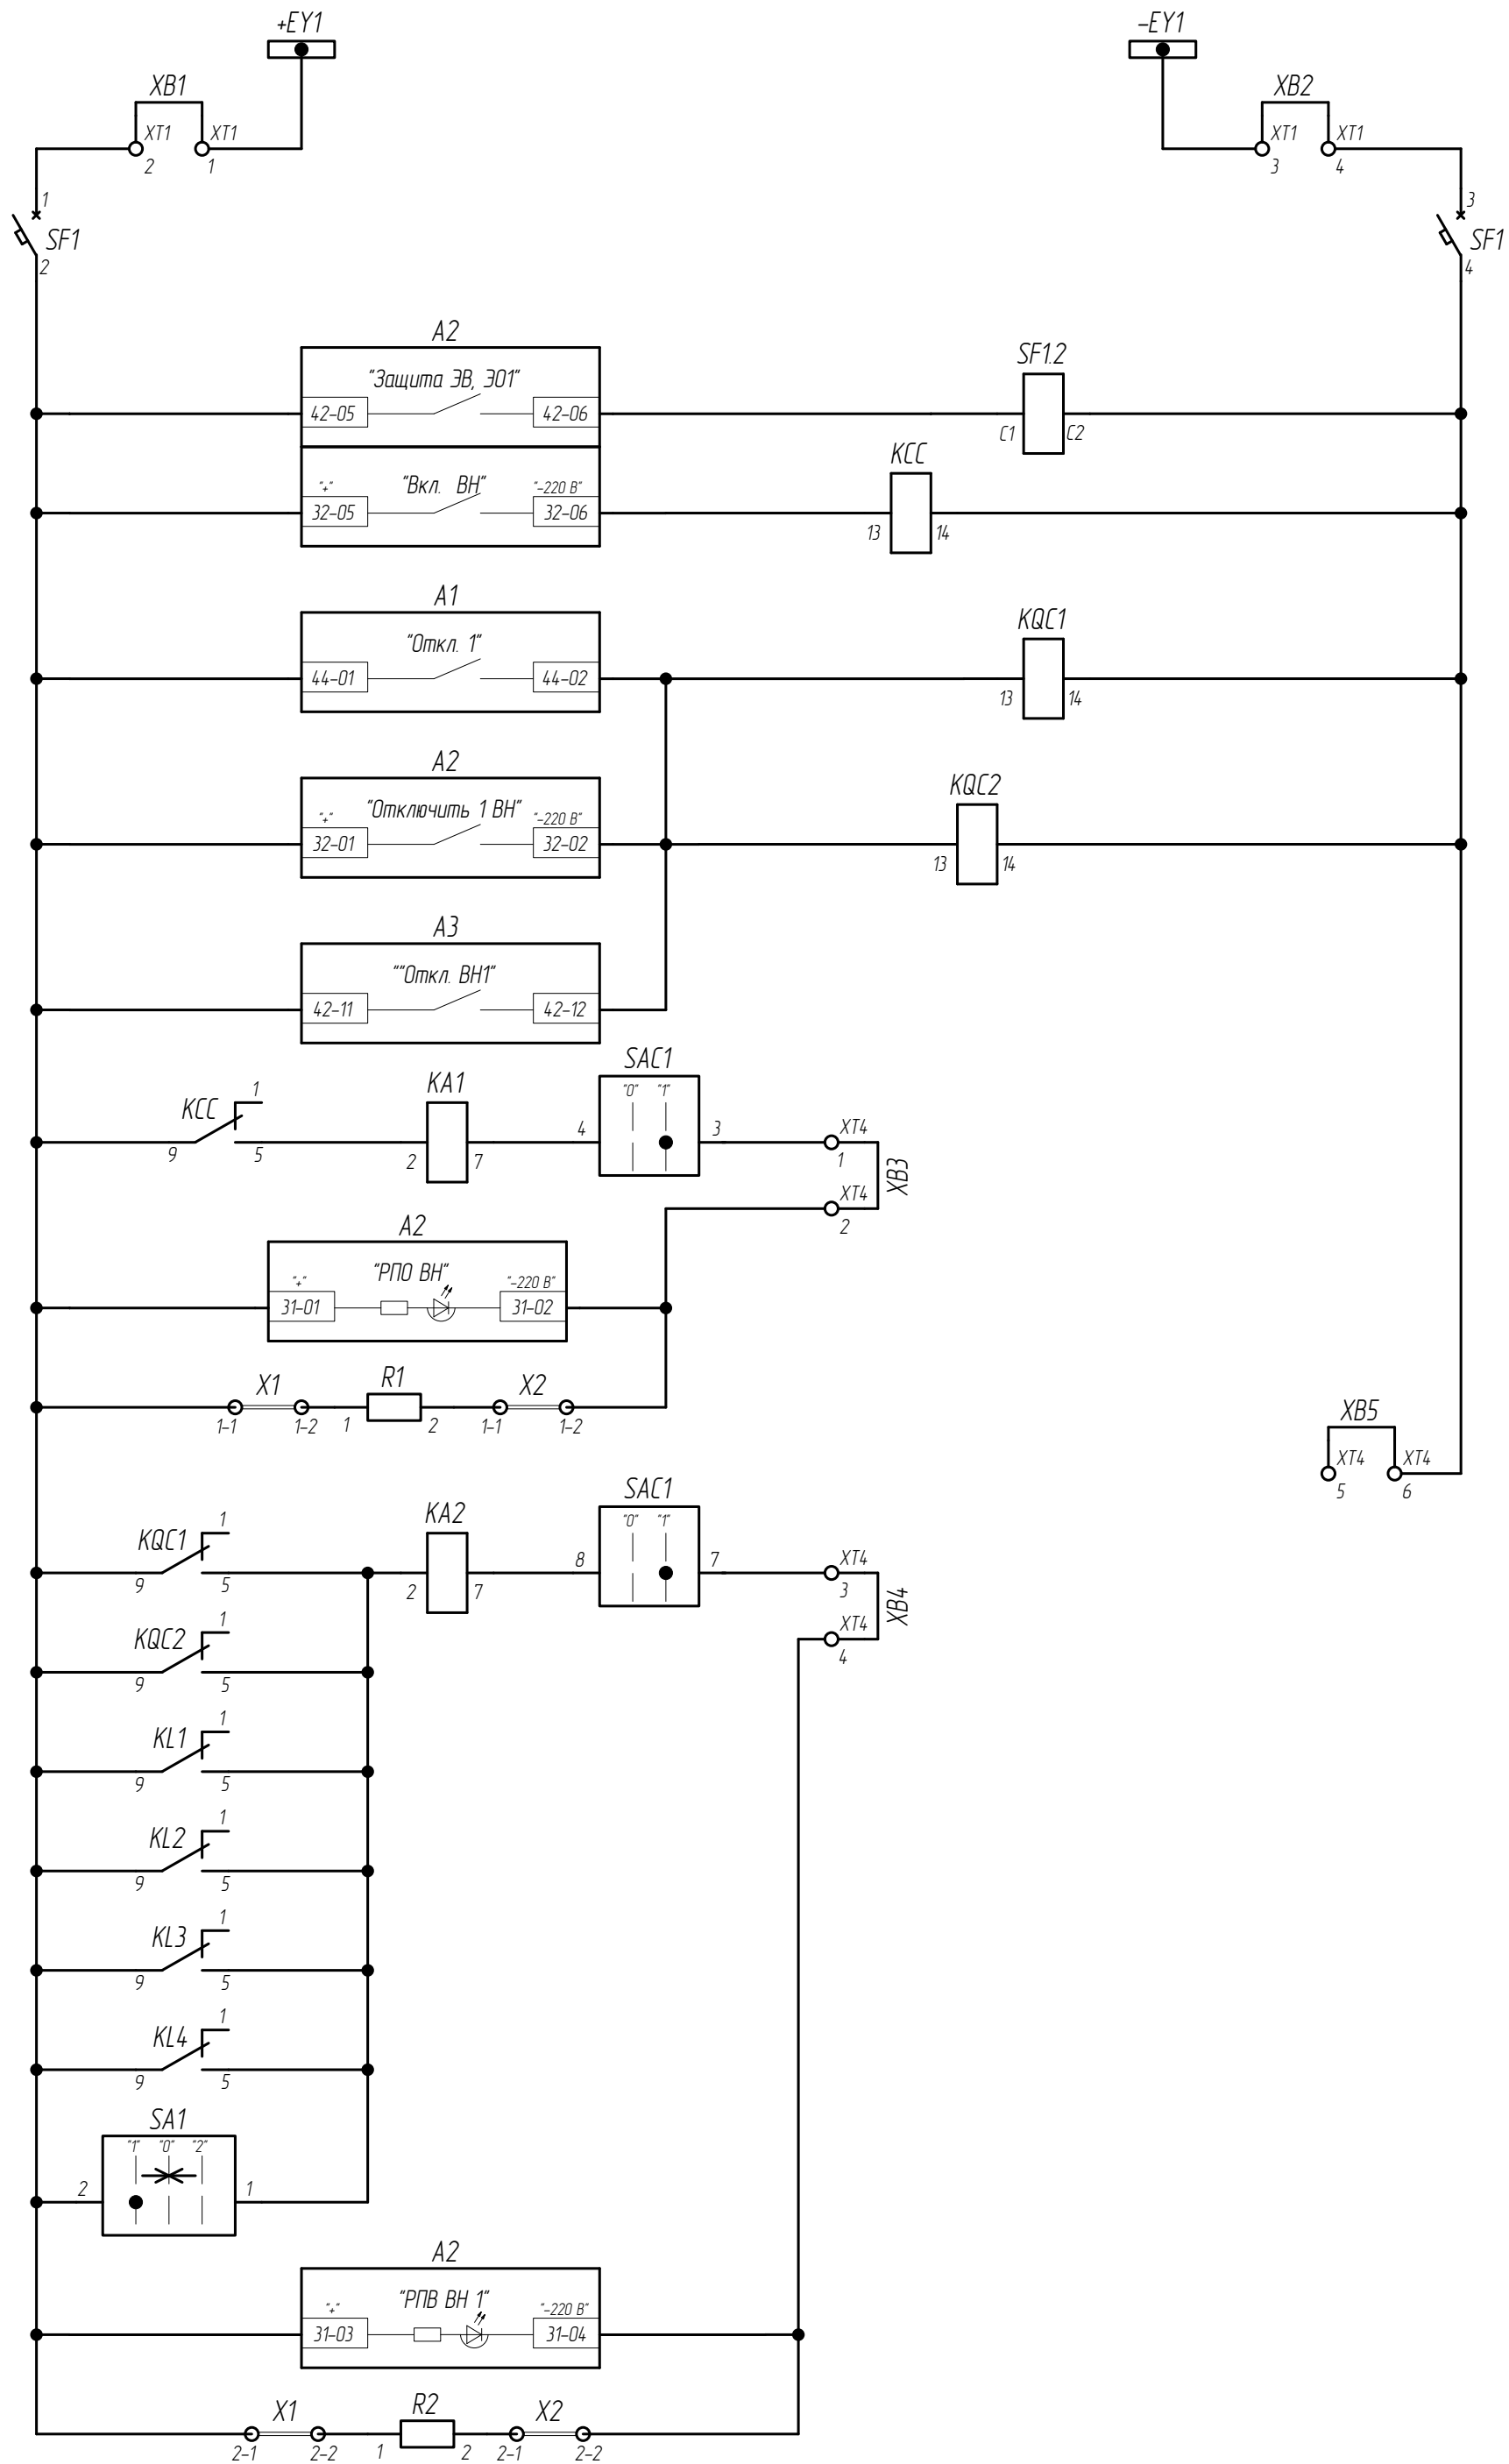 +EY1 -EY1
XB1 XB2
XT1 XT1 XT1 XT1
2 1 3 4
1 3
SF1 SF1
2 4
A2
"Защита ЭВ, ЭО1" SF1.2
42-05 42-06 C1 C2
KCC
"+" "Вкл. ВН" "-220 В"
32-05 32-06 13 14
A1 KQC1
"Откл. 1"
44-01 44-02 13 14
A2 KQC2
"+" "Отключить 1 ВН" "-220 В"
32-01 32-02 13 14
A3
""Откл. ВН1"
42-11 42-12
SAC1
KCC 1 KA1 "0" "1"
9 5 2 7 4 3 XT4
1
XB3
XT4
2
A2
"+" "РПО ВН" "-220 В"
31-01 31-02
X1 R1 X2
1-1 1-2 1 2 1-1 1-2
XB5
XT4 XT4
5 6
SAC1
KQC1 1 KA2 "0" "1"
9 5 2 7 8 7 XT4
3
XB4
XT4
4
KQC2 1
9 5
KL1 1
9 5
KL2 1
9 5
KL3 1
9 5
KL4 1
9 5
SA1
"1" "0" "2"
2 1
A2
"+" "РПВ ВН 1" "-220 В"
31-03 31-04
X1 R2 X2
2-1 2-2 1 2 2-1 2-2